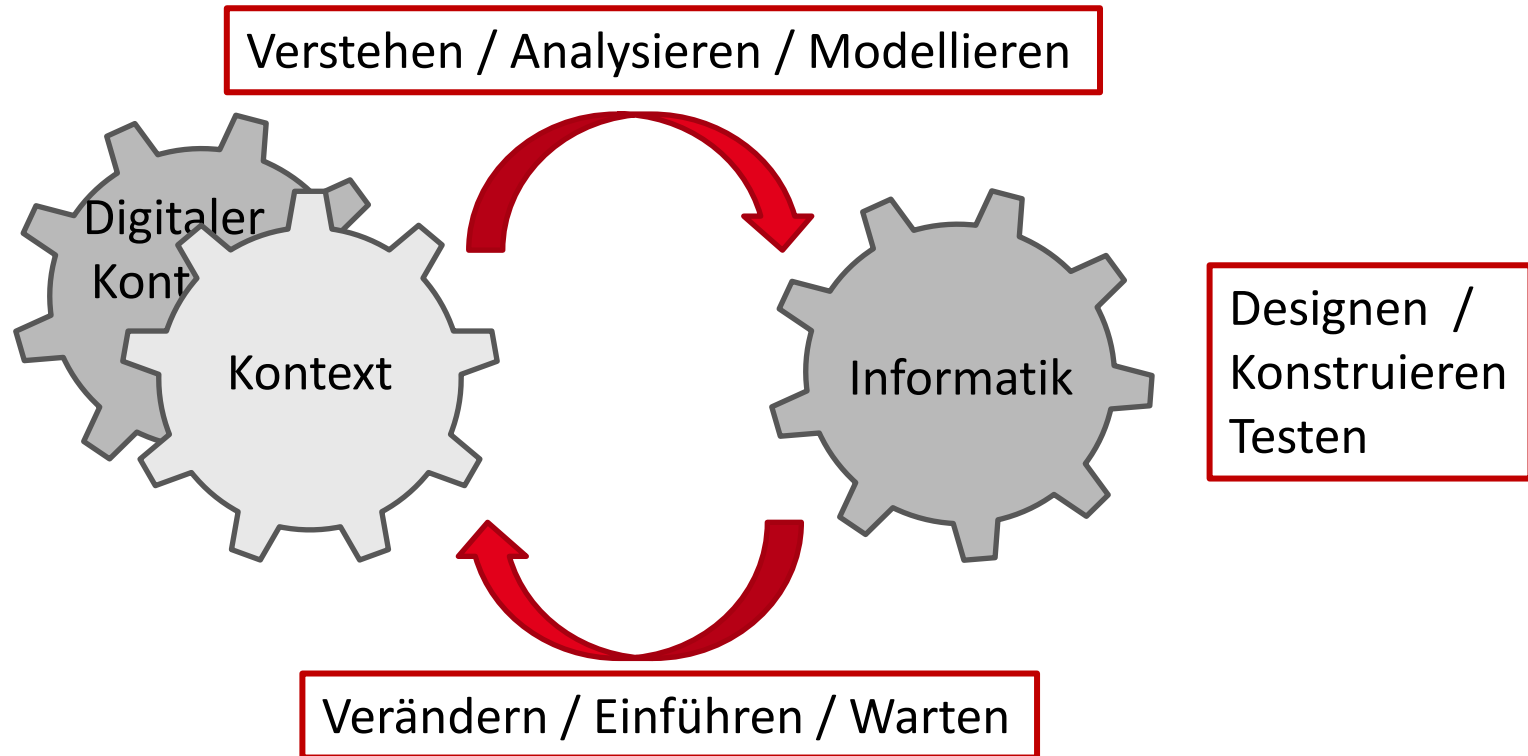 Verstehen / Analysieren / Modellieren
Digitaler
Kont
Kontext
Informatik
Designen /
Konstruieren
Testen
Verändern / Einführen / Warten